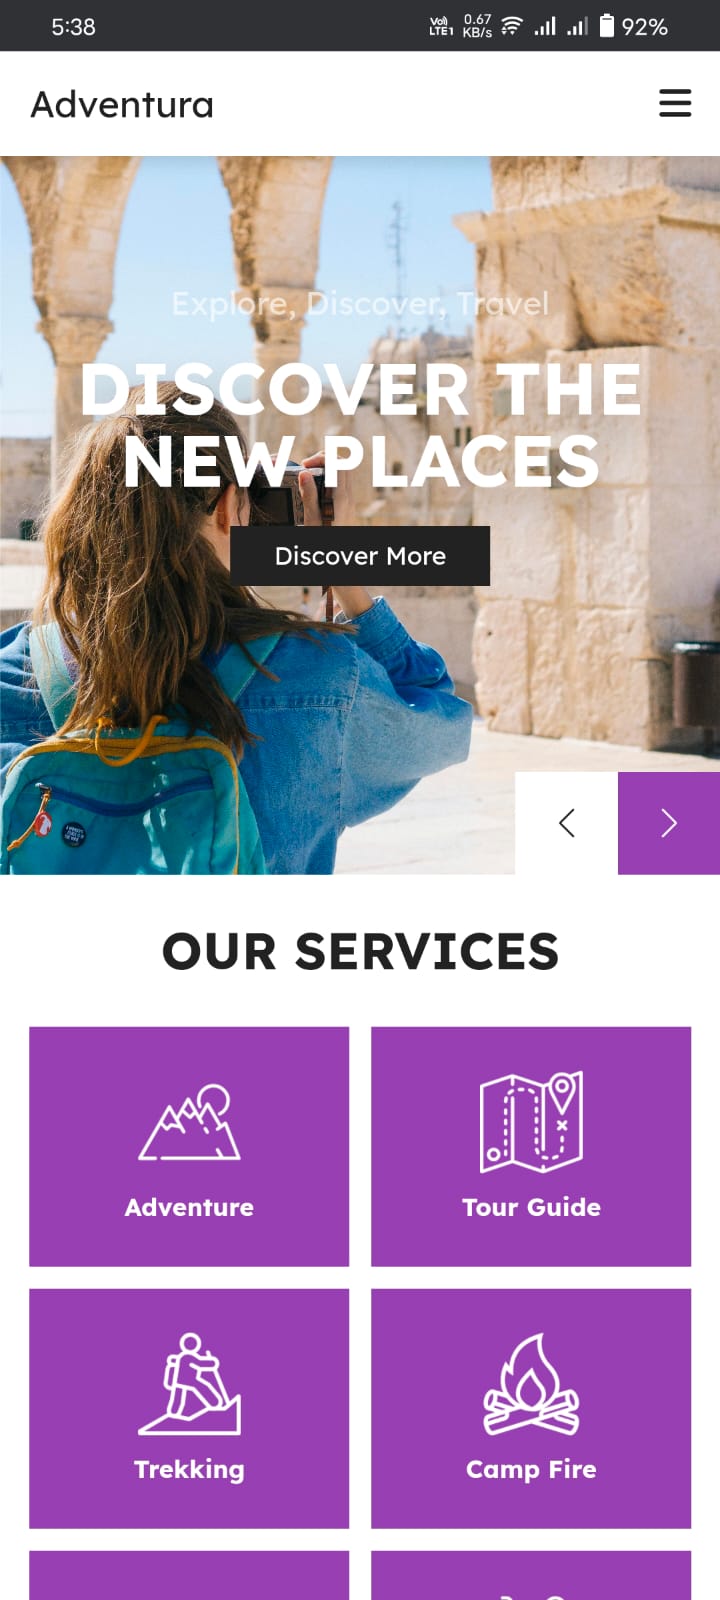 5:38
Vo) 0.67
LTE1 KB/s
92%
Adventura
Explore, Discover, Travel
DISCOVER THE
NEW PLACES
Discover More
OUR SERVICES
Adventure
Tour Guide
Trekking
Camp Fire